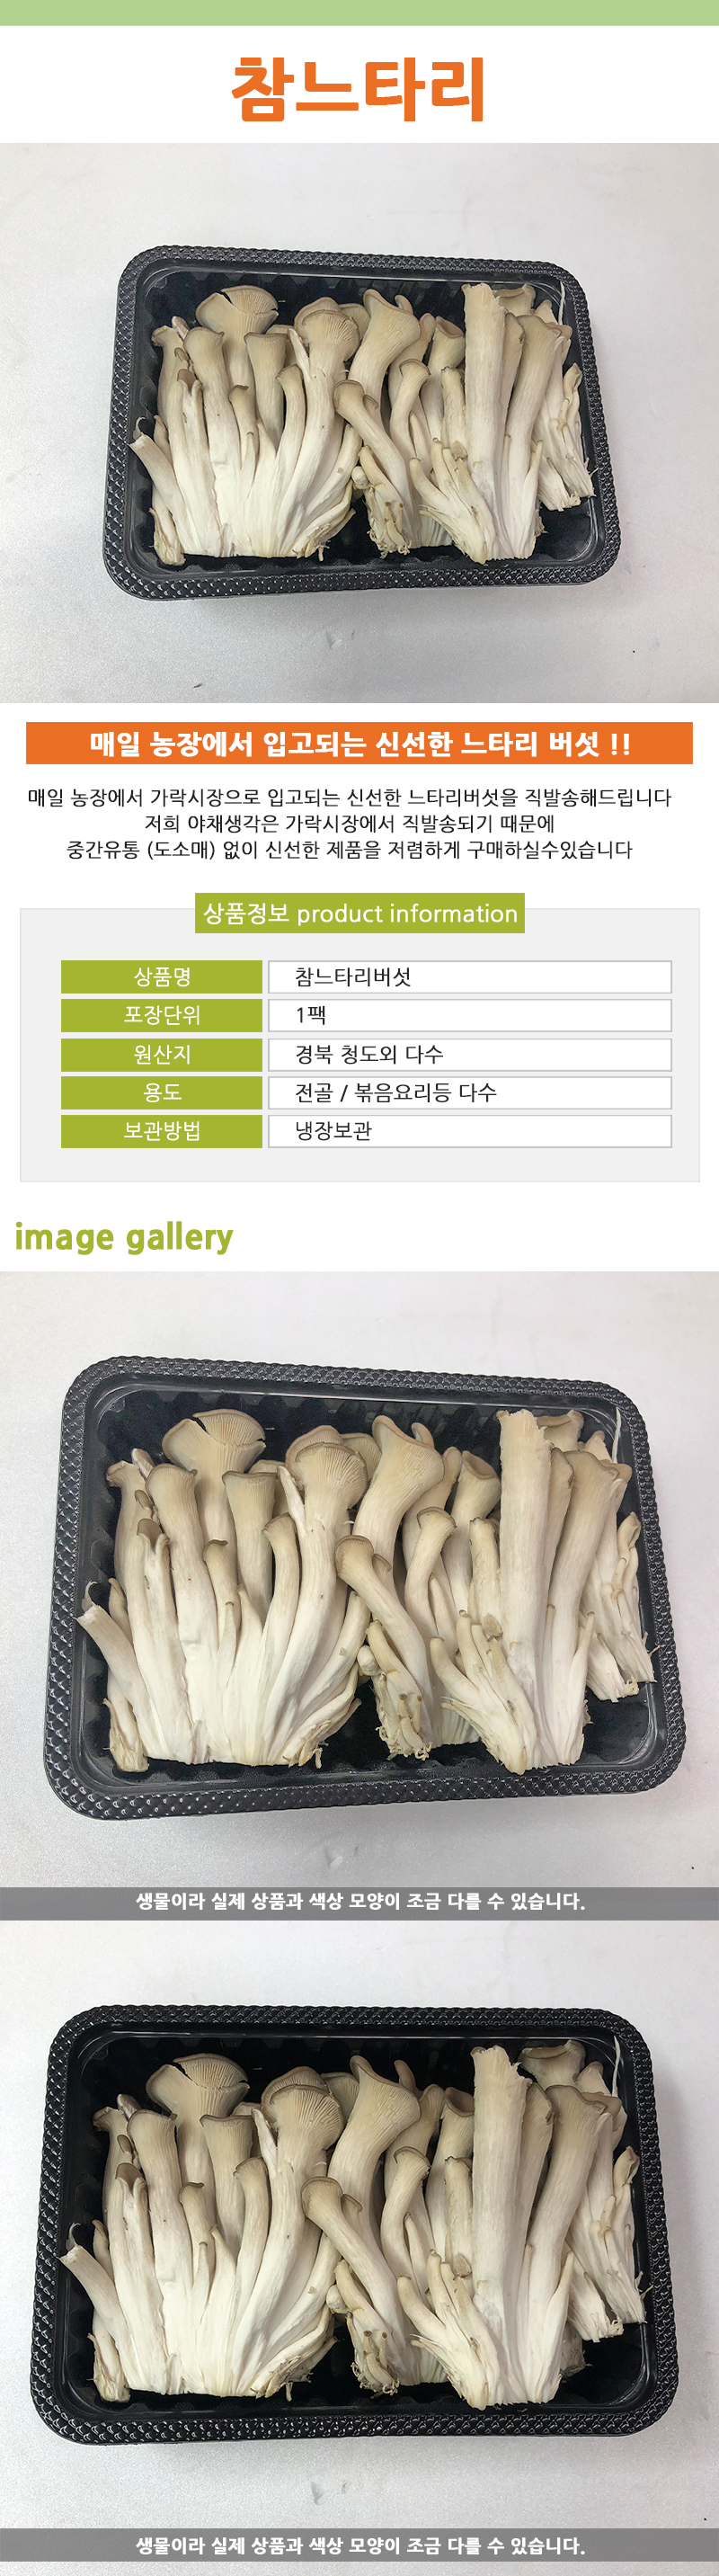 참느타리
매일 농장에서 입고되는 신선한 느타리 버섯 !!
매일 농장에서 가락시장으로 입고되는 신선한 느타리버섯을 직발송해드립니다
저희 야채생각은 가락시장에서 직발송되기 때문에
중간유통 (도소매) 없이 신선한 제품을 저렴하게 구매하실수있습니다
상품정보 product information
상품명 참느타리버섯
포장단위 1팩
원산지 경북 청도외 다수
용도 전골 / 볶음요리등 다수
보관방법 냉장보관
image gallery
생물이라 실제 상품과 색상 모양이 조금 다를 수 있습니다.
생물이라 실제 상품과 색상 모양이 조금 다를 수 있습니다.